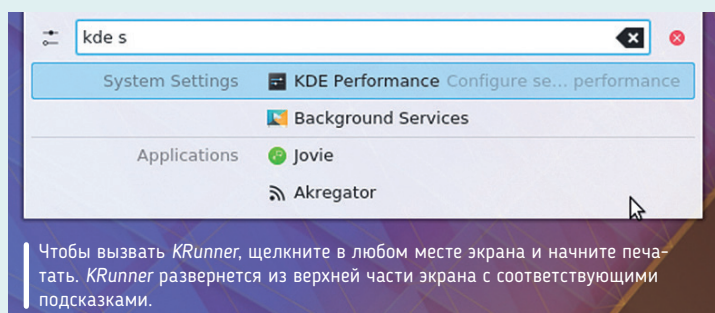 kde s
System Settings KDE Performance Configure se... performance
Background Services
Applications Jovie
Akregator
Чтобы вызвать KRunner, щелкните в любом месте экрана и начните печа-
тать. KRunner развернется из верхней части экрана с соответствующими
подсказками.